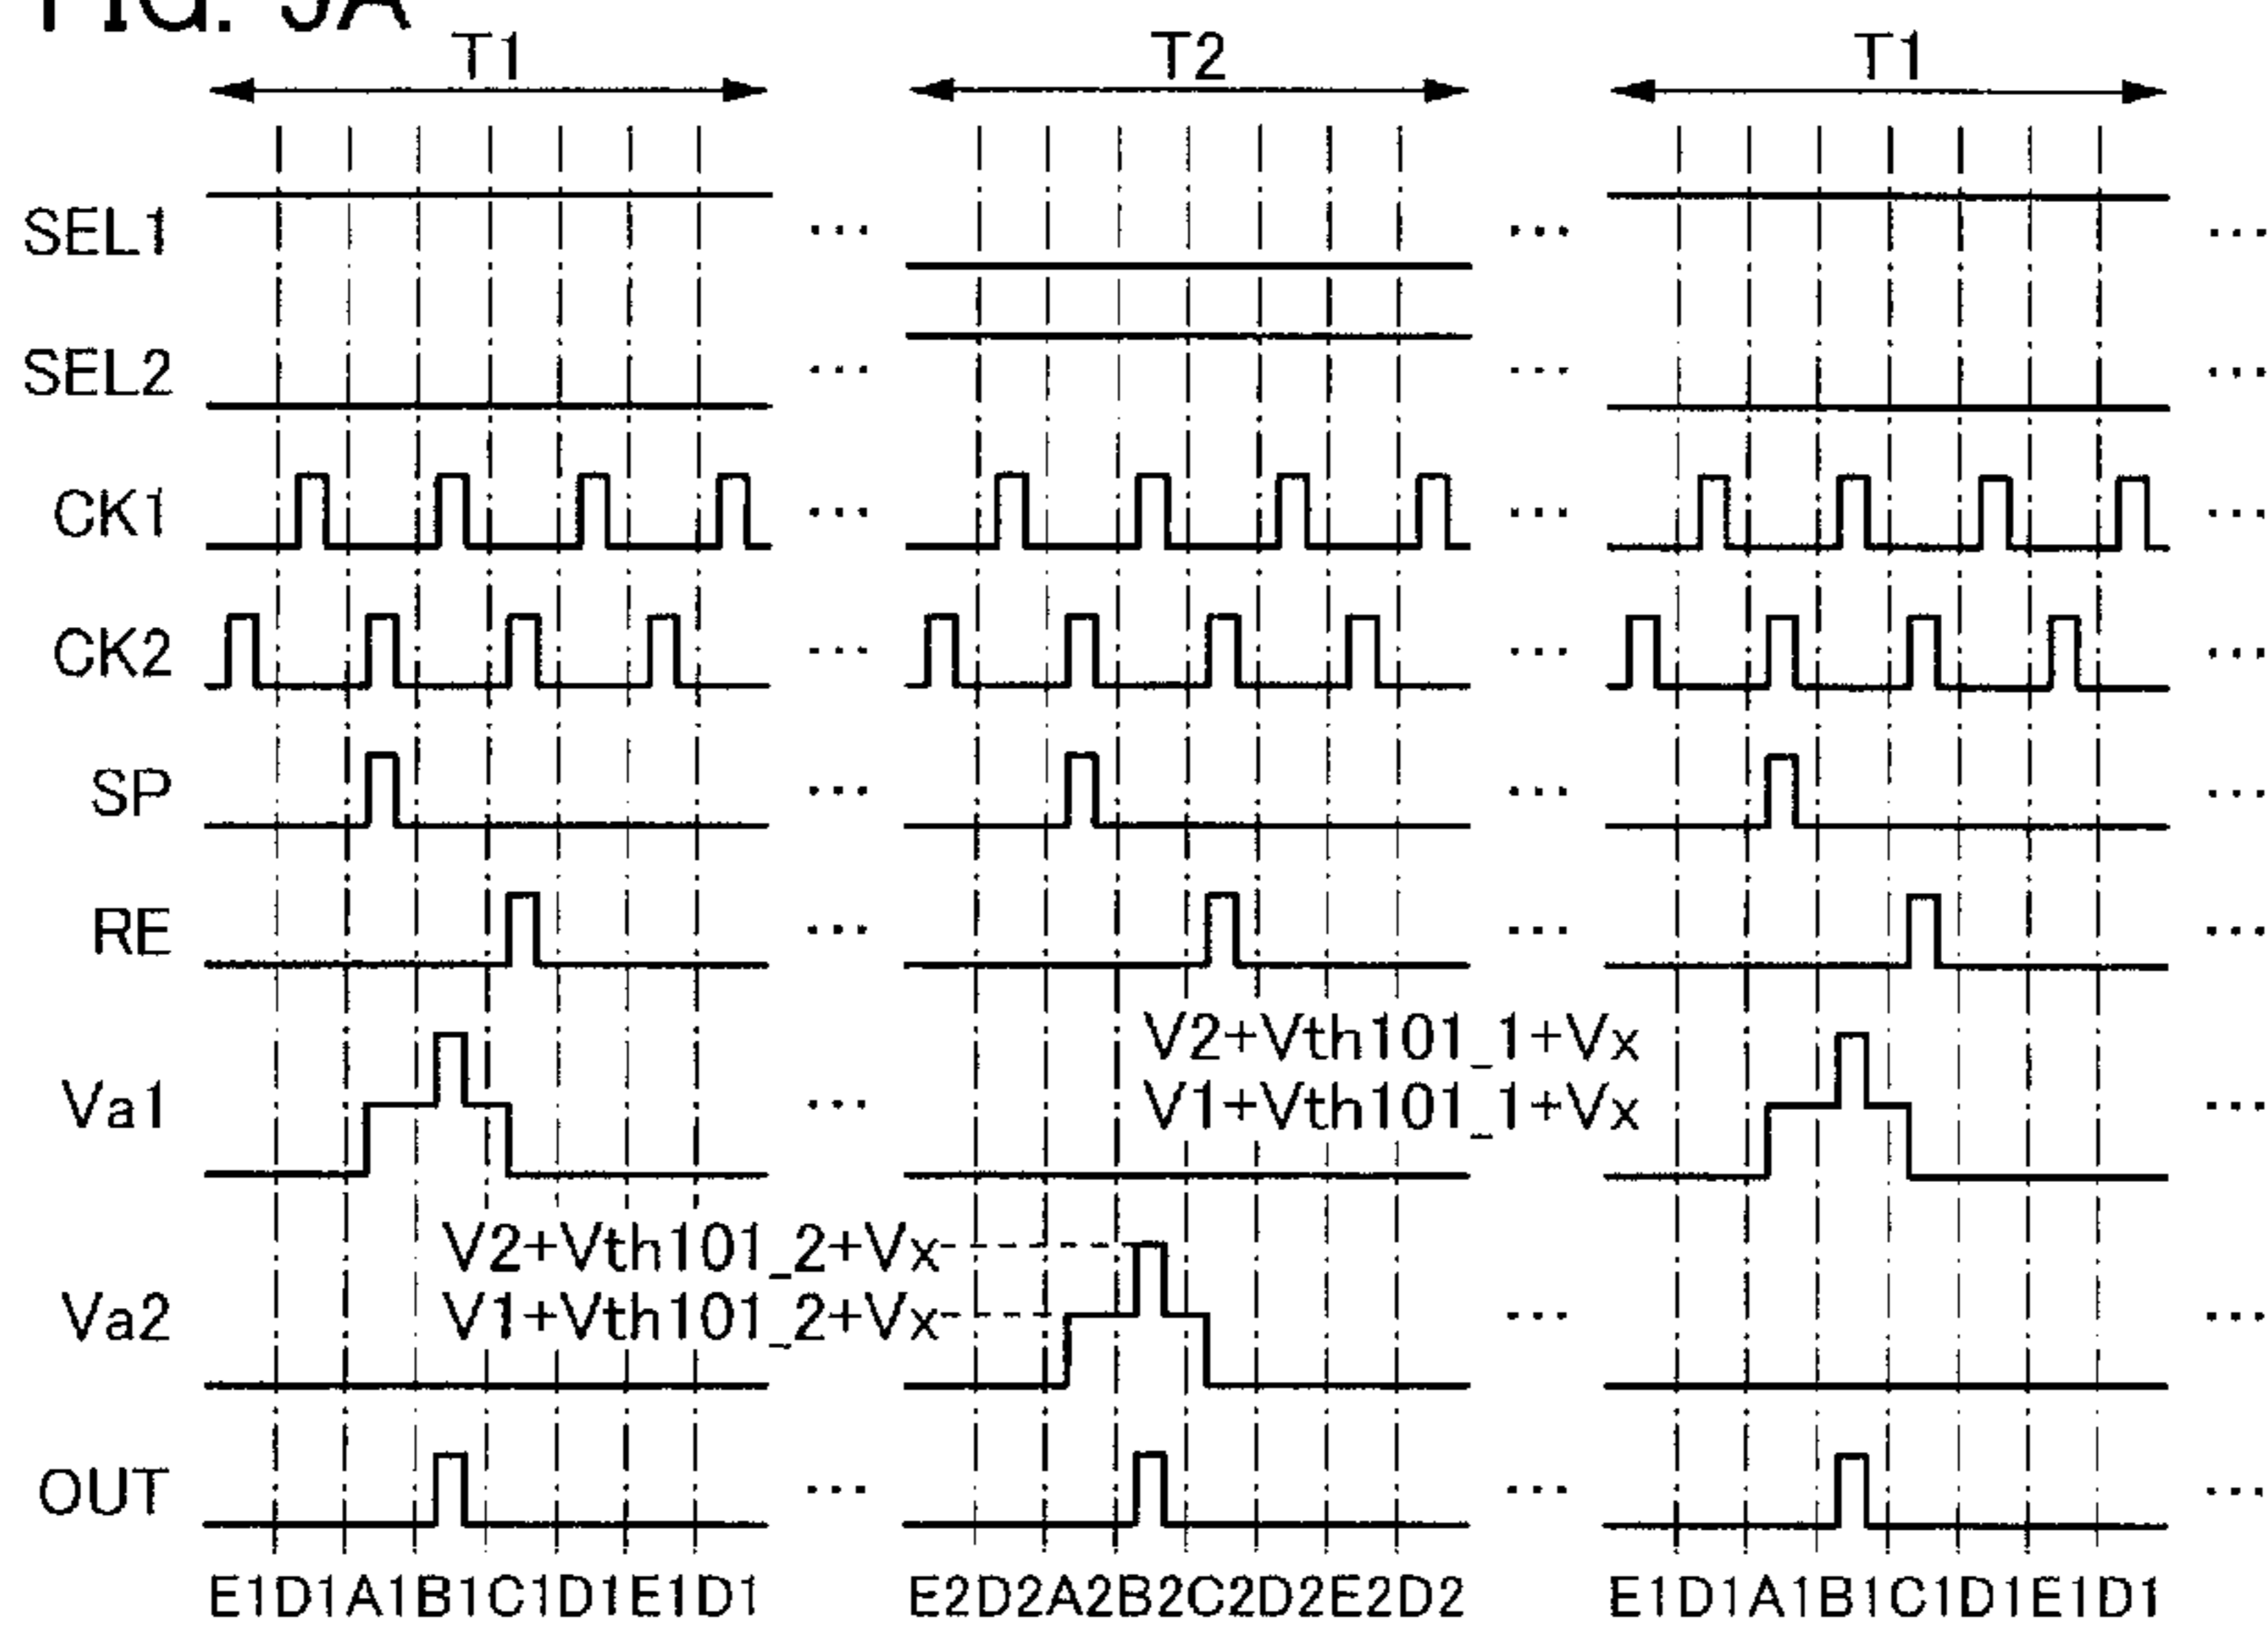 FIG. 5A
T1 T2 T1
SEL1 ... ... ...
SEL2 ... ... ...
CK1 ... ... ...
CK2 ... ... ...
SP ... ... ...
RE ... ... ...
V2+Vth101_1+Vx
Va1 ... V1+Vth101_1+Vx ...
V2+Vth101_2+Vx
Va2 V1+Vth101_2+Vx ... ...
OUT ... ... ...
E1D1A1B1C1D1E1D1 E2D2A2B2C2D2E2D2 E1D1A1B1C1D1E1D1